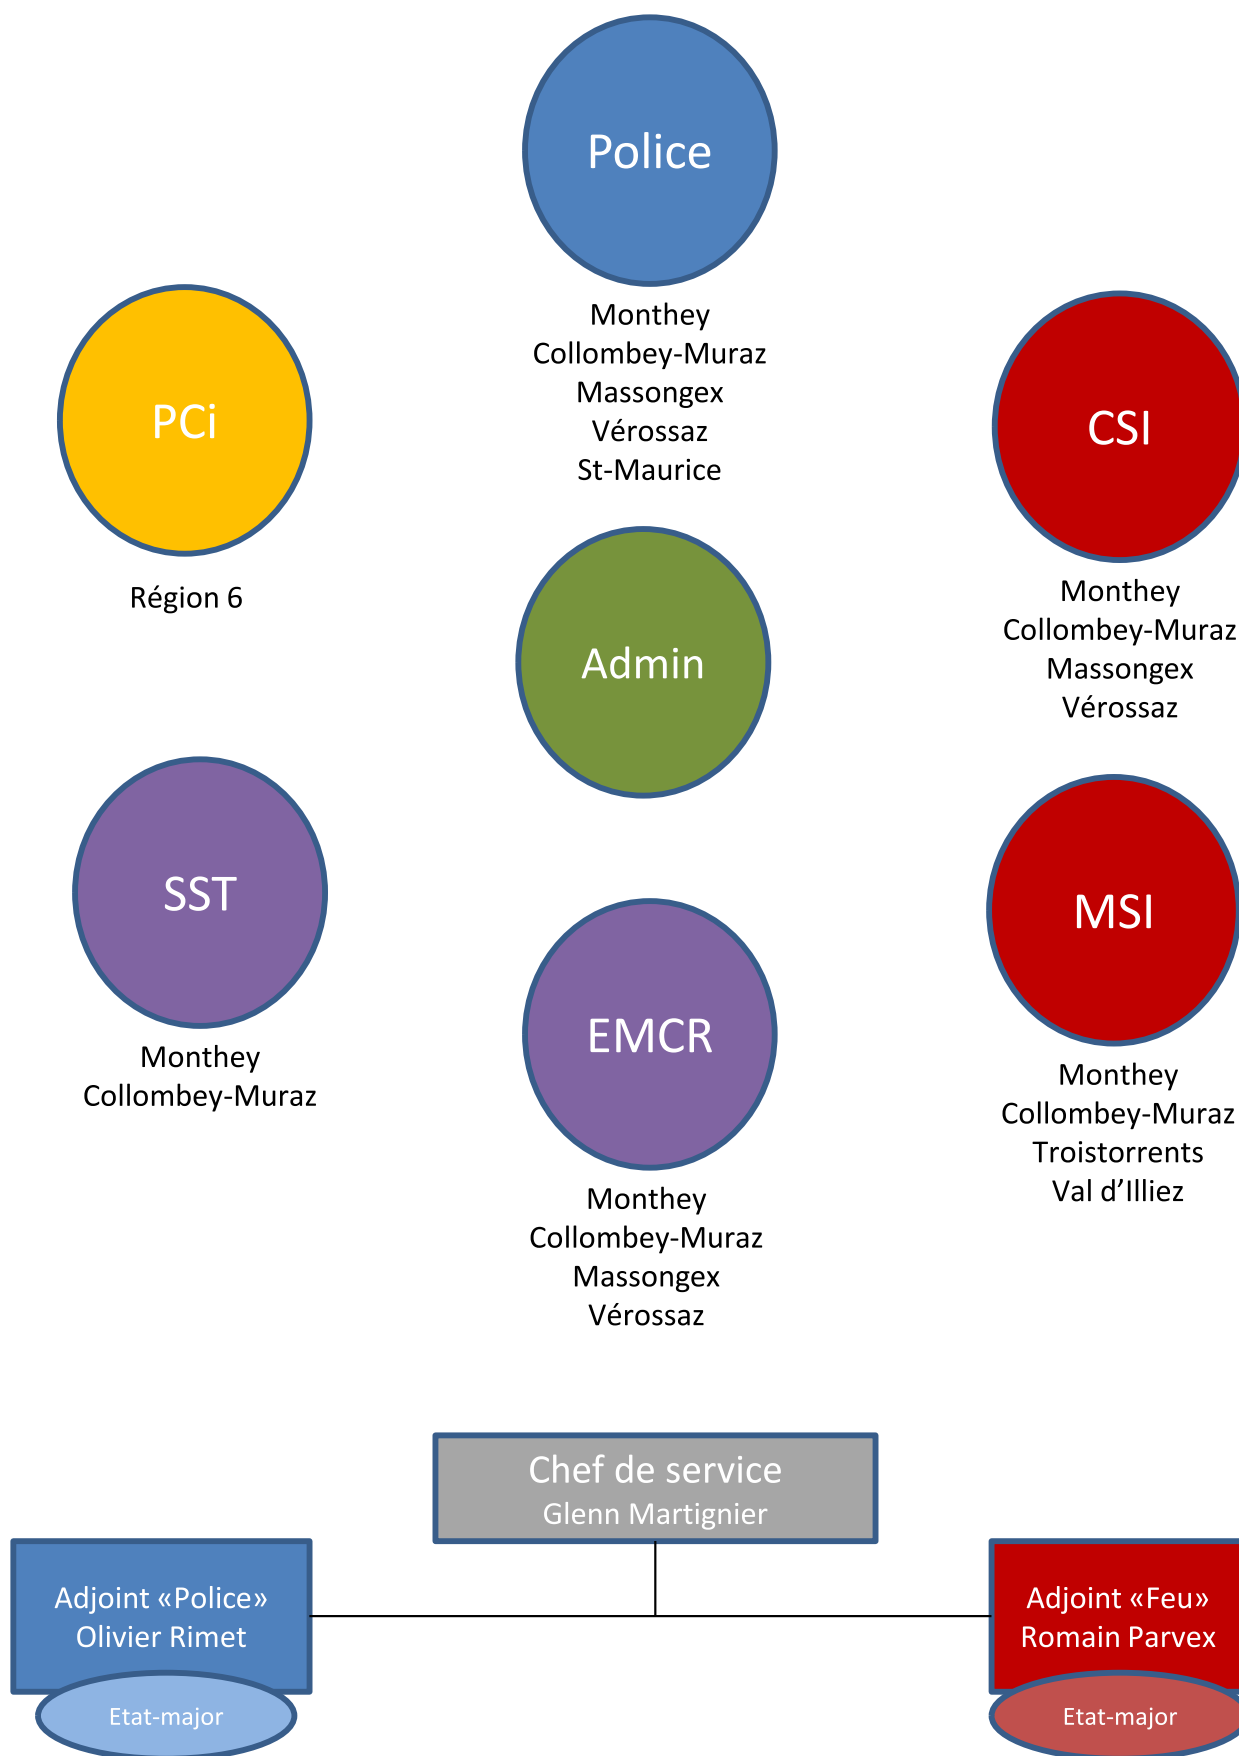 Police
Monthey
Collombey-Muraz
Massongex
Vérossaz
St-Maurice
PCi
Région 6
CSI
Monthey
Collombey-Muraz
Massongex
Vérossaz
Admin
SST
Monthey
Collombey-Muraz
EMCR
Monthey
Collombey-Muraz
Massongex
Vérossaz
MSI
Monthey
Collombey-Muraz
Troistorrents
Val d’Illiez
Chef de service
Glenn Martignier
Adjoint «Police»
Olivier Rimet
Etat-major
Adjoint «Feu»
Romain Parvex
Etat-major